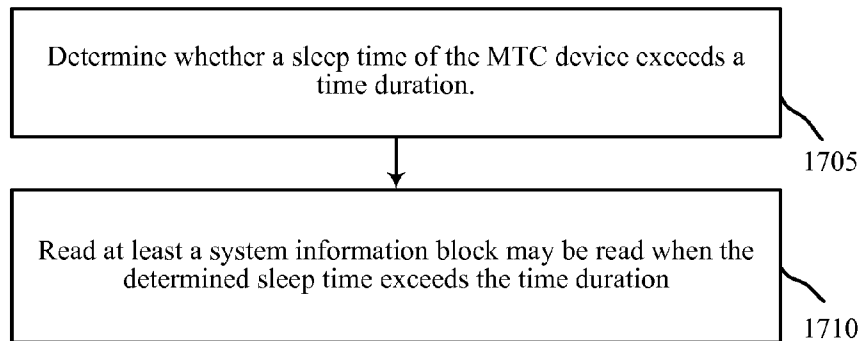 Determine whether a sleep time of the MTC device exceeds a
time duration.
1705
Read at least a system information block may be read when the
determined sleep time exceeds the time duration
1710